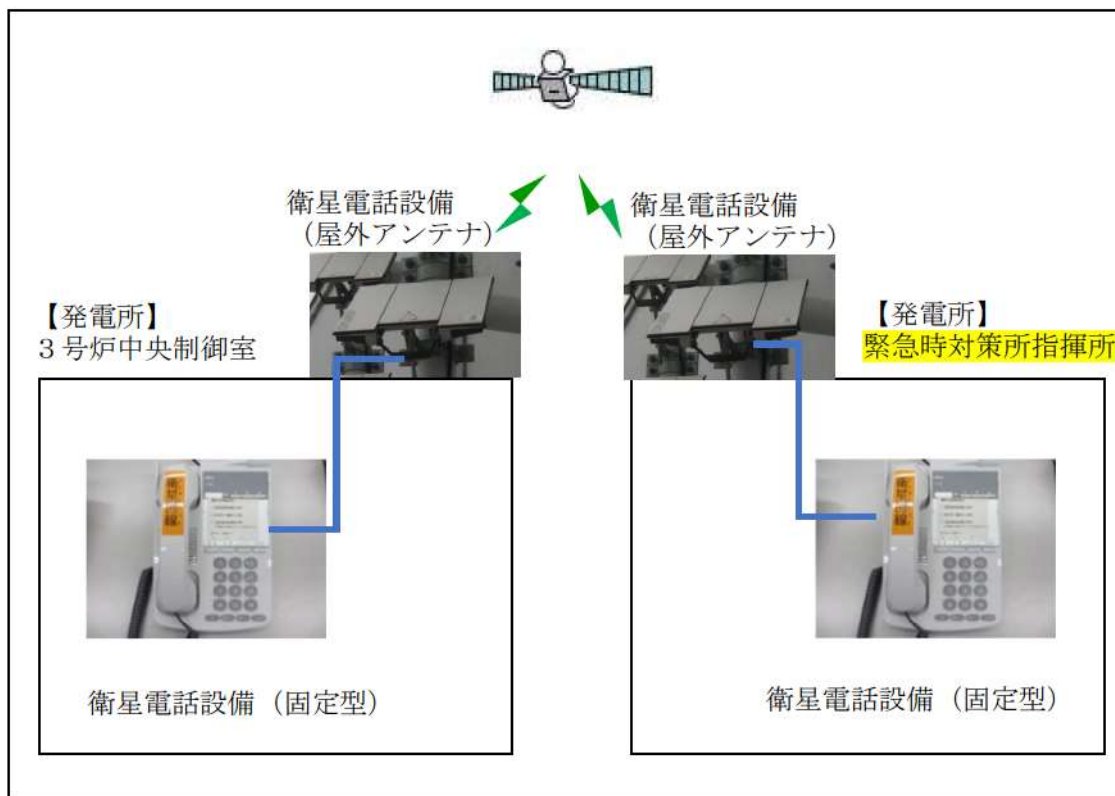 衛星電話設備
（屋外アンテナ）
衛星電話設備
（屋外アンテナ）
【発電所】
３号炉中央制御室
【発電所】
緊急時対策所指揮所
衛星電話設備（固定型）
衛星電話設備（固定型）